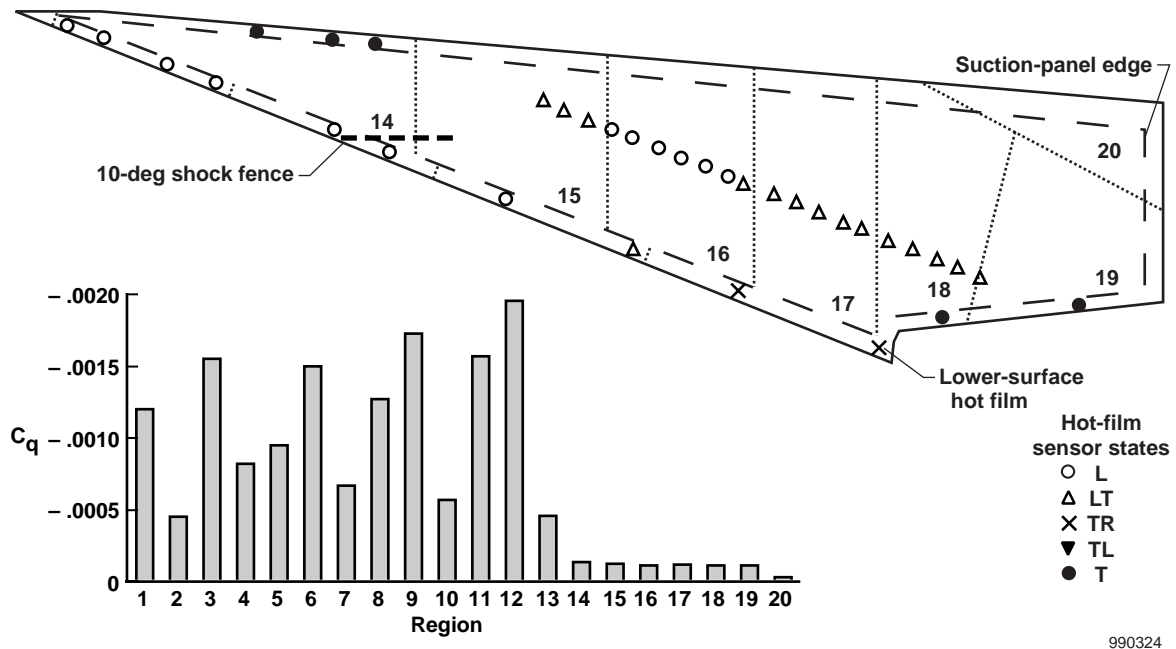 Suction-panel edge
14
20
10-deg shock fence
15
16
19
18
17
Lower-surface
hot film
– .0020
– .0015
– .0010
– .0005
0
Cq
1 2 3 4 5 6 7 8 9 10 11 12 13 14 15 16 17 18 19 20
Region
Hot-film
sensor states
L
LT
TR
TL
T
990324